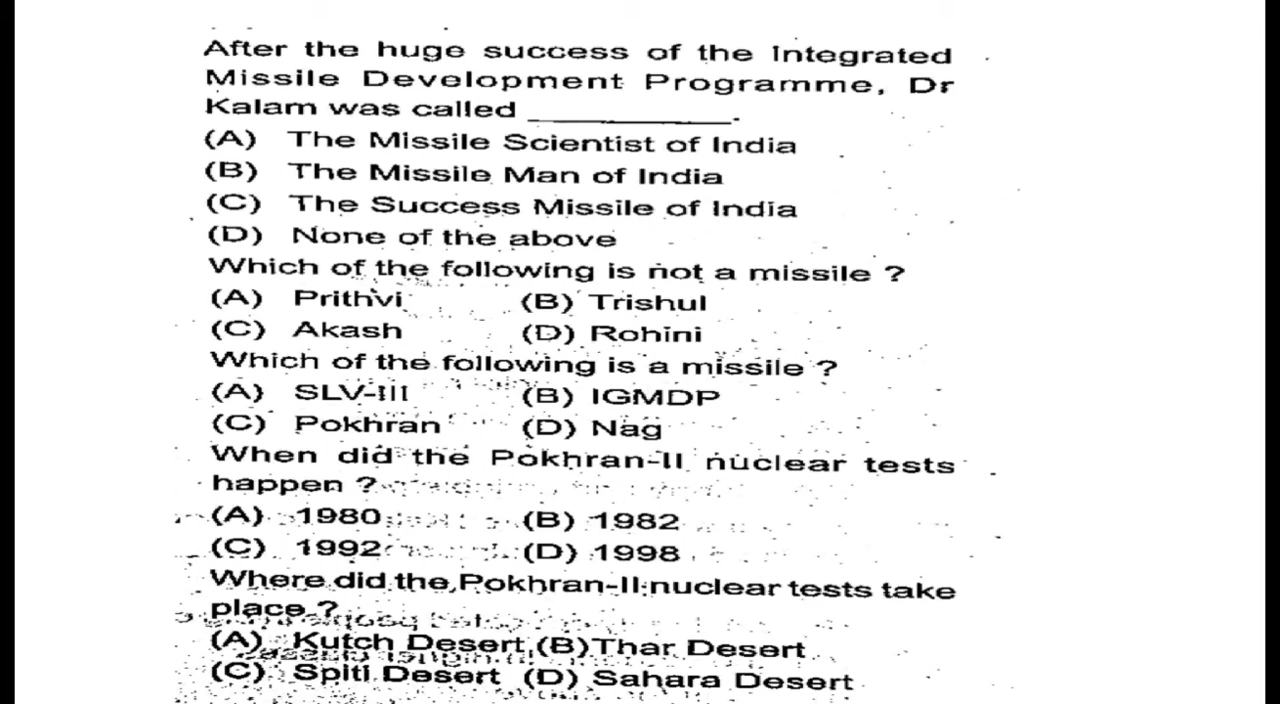 After the huge success of the Integrated
Missile Development Programme, Dr
Kalam was called ____________.
(A) The Missile Scientist of India
(B) The Missile Man of India
(C) The Success Missile of India
(D) None of the above
Which of the following is not a missile ?
(A) Prithvi (B) Trishul
(C) Akash (D) Rohini
Which of the following is a missile ?
(A) SLV-III (B) IGMDP
(C) Pokhran (D) Nag
When did the Pokhran-II nuclear tests
happen ?
(A) 1980 (B) 1982
(C) 1992 (D) 1998
Where did the Pokhran-II nuclear tests take
place ?
(A) Kutch Desert (B) Thar Desert
(C) Spiti Desert (D) Sahara Desert